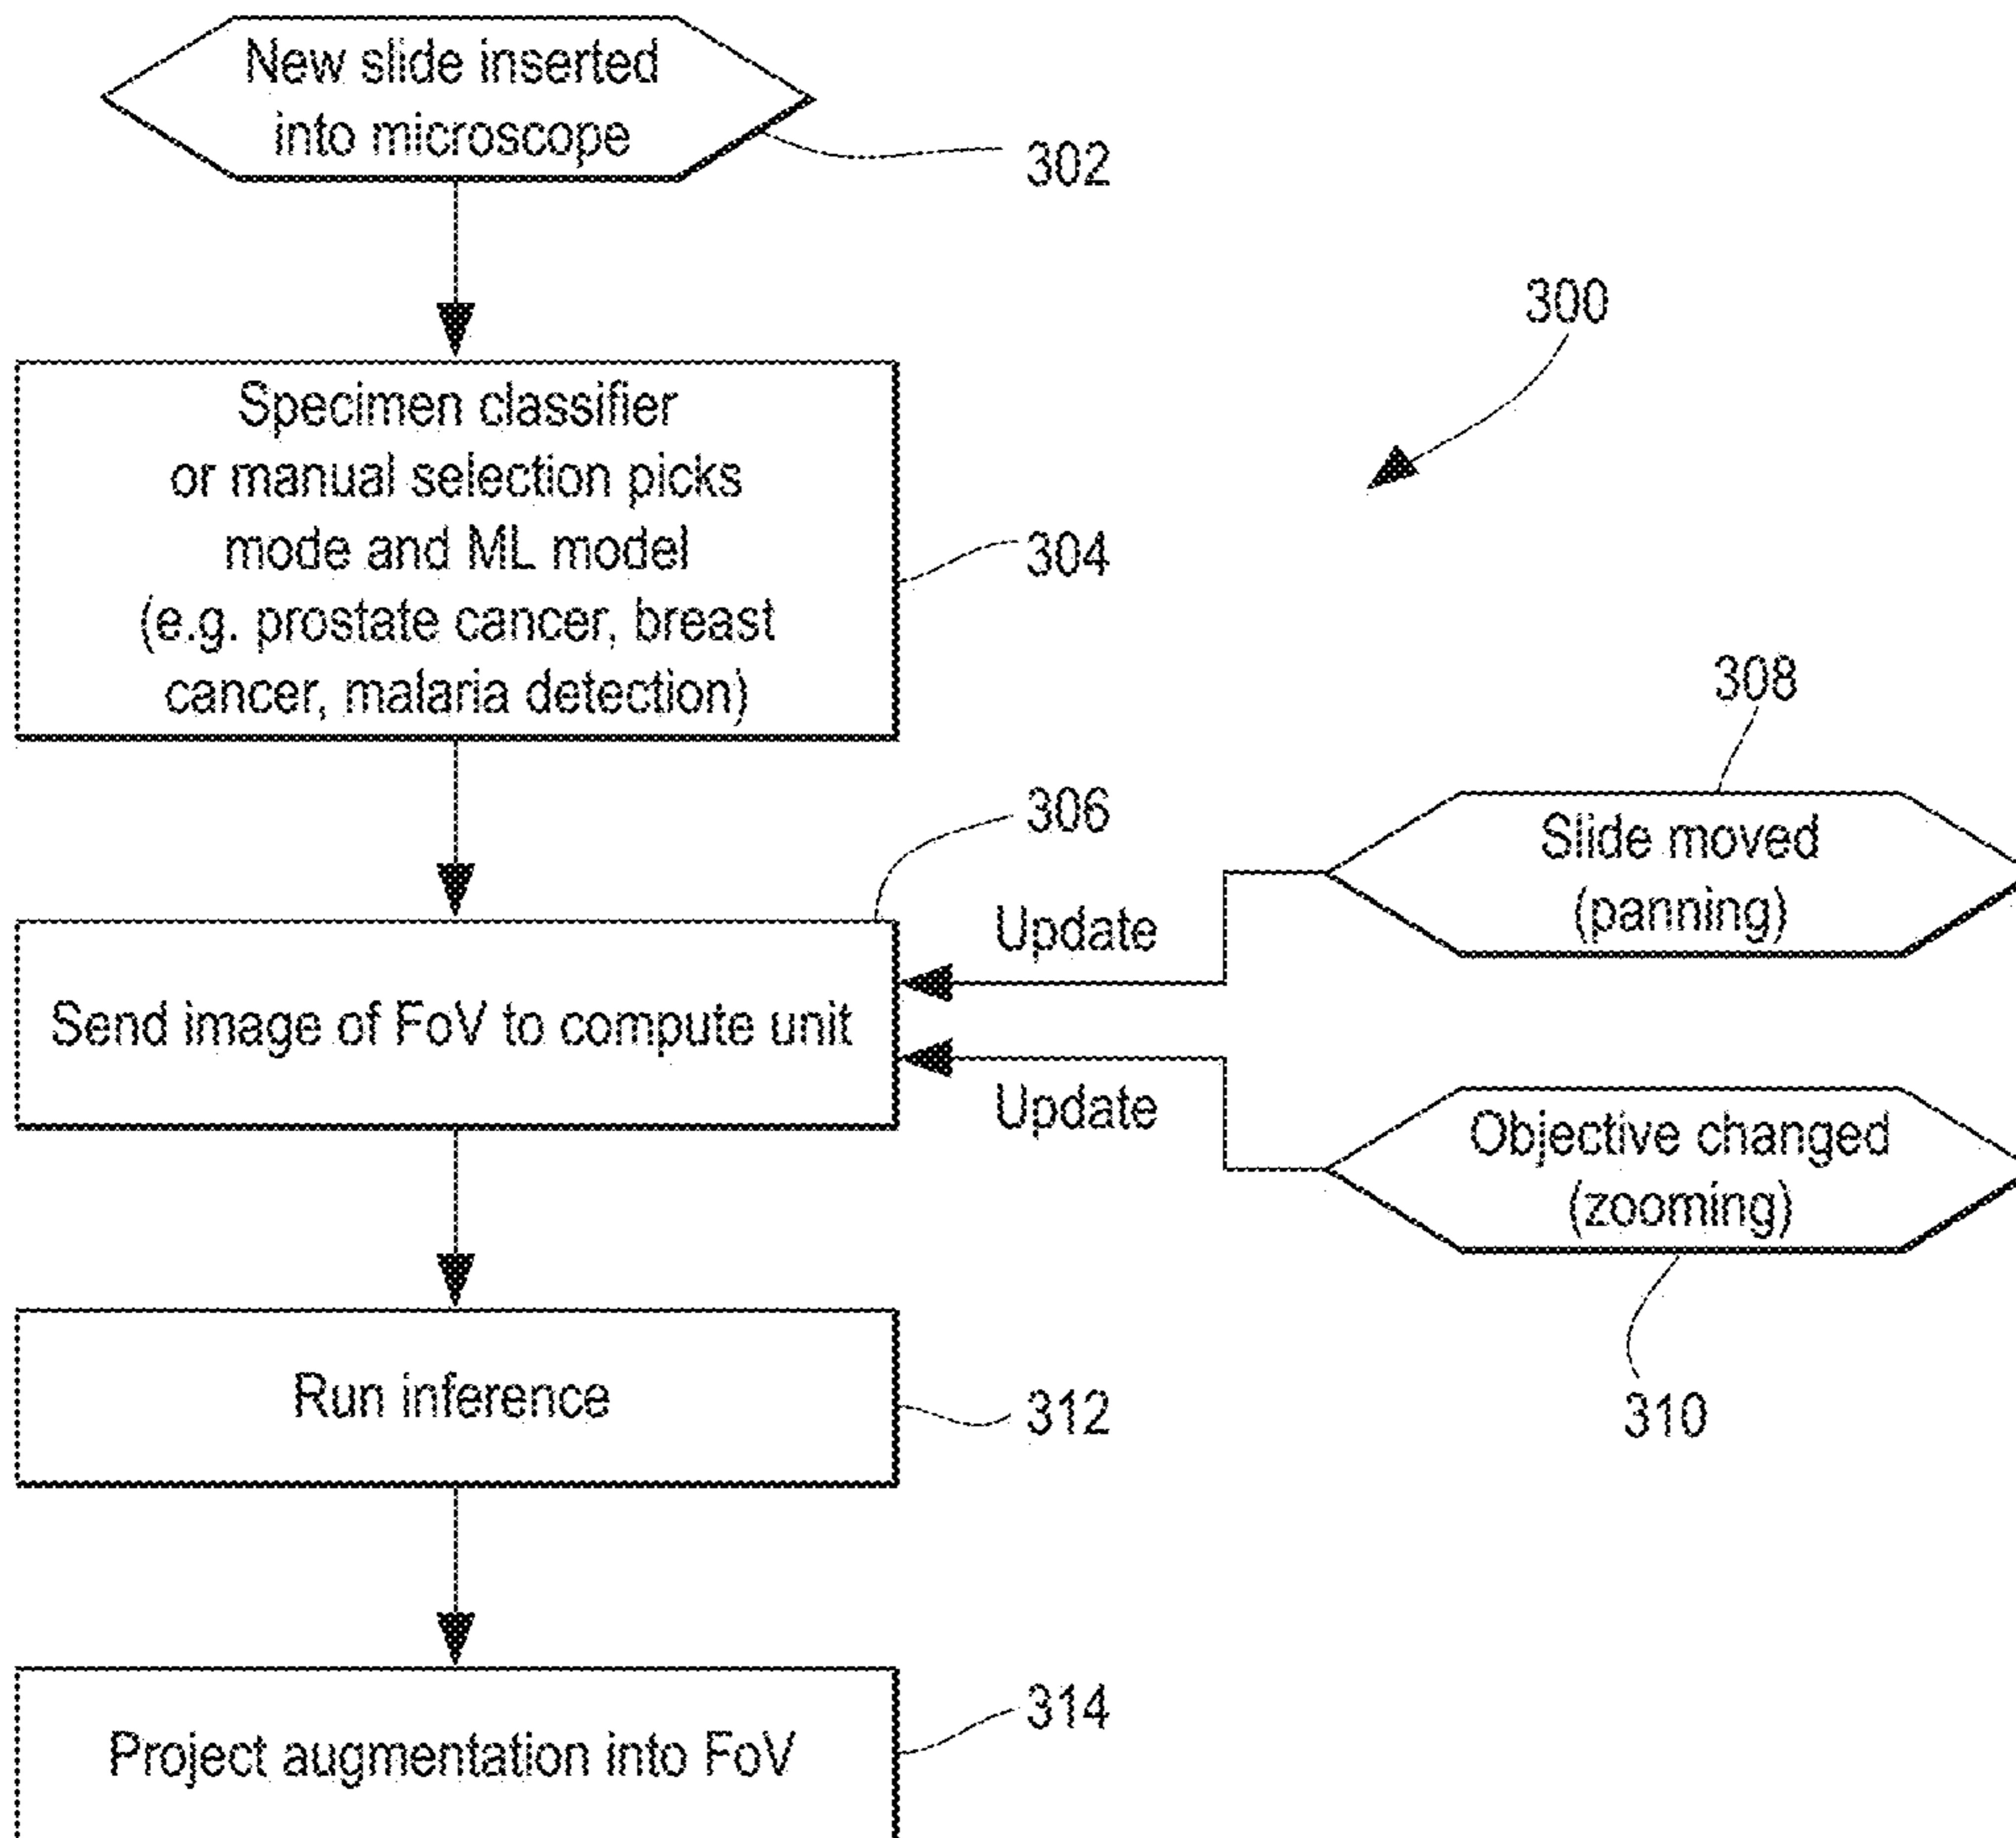 New slide inserted
into microscope
302
300
Specimen classifier
or manual selection picks
mode and ML model
(e.g. prostate cancer, breast
cancer, malaria detection)
304
308
Slide moved
(panning)
306
Update
Send image of FoV to compute unit
Update
Objective changed
(zooming)
310
Run inference
312
Project augmentation into FoV
314